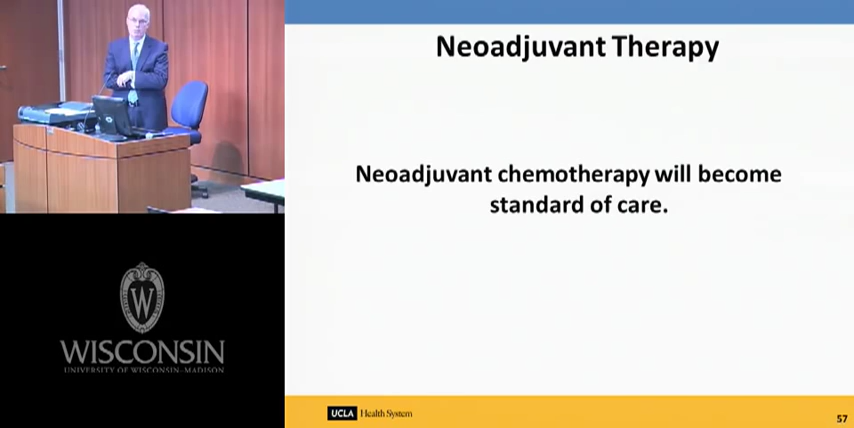 Neoadjuvant Therapy
Neoadjuvant chemotherapy will become
standard of care.
W
WISCONSIN
UNIVERSITY OF WISCONSIN–MADISON
UCLA Health System
57